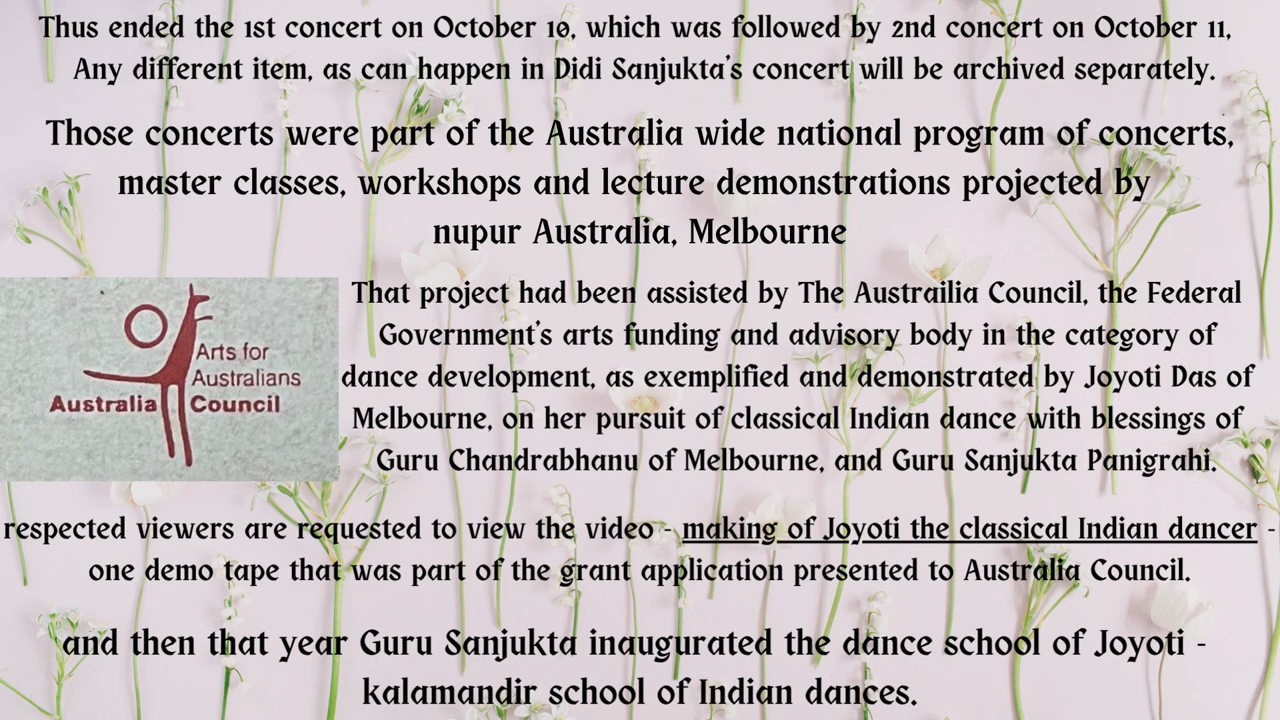 Thus ended the 1st concert on October 10, which was followed by 2nd concert on October 11,
Any different item, as can happen in Didi Sanjukta's concert will be archived separately.
Those concerts were part of the Australia wide national program of concerts,
master classes, workshops and lecture demonstrations projected by
nupur Australia, Melbourne
Arts for
Australians
Australia Council
That project had been assisted by The Austrailia Council, the Federal
Government's arts funding and advisory body in the category of
dance development, as exemplified and demonstrated by Joyoti Das of
Melbourne, on her pursuit of classical Indian dance with blessings of
Guru Chandrabhanu of Melbourne, and Guru Sanjukta Panigrahi.
respected viewers are requested to view the video - making of Joyoti the classical Indian dancer -
one demo tape that was part of the grant application presented to Australia Council.
and then that year Guru Sanjukta inaugurated the dance school of Joyoti -
kalamandir school of Indian dances.